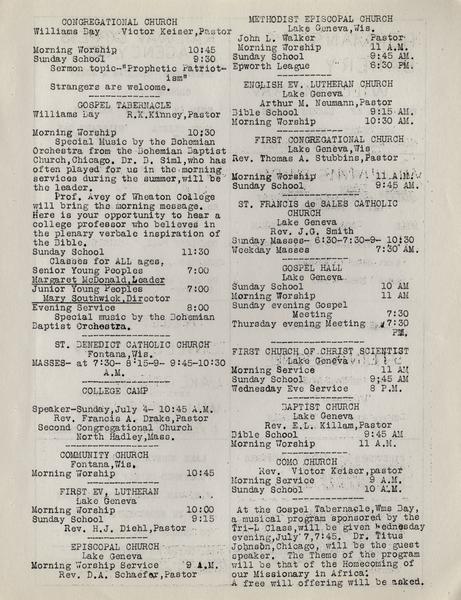 CONGREGATIONAL CHURCH
Williams Bay Victor Keiser,Pastor
Morning Worship 10:45
Sunday School 9:30
Sermon topic-"Prophetic Patriot-
ism"
Strangers are welcome.
GOSPEL TABERNACLE
Williams Bay R.X.Kinney,Pastor
Morning Worship 10:30
Special Music by the Bohemian
Orchestra from the Bohemian Baptist
Church,Chicago. Dr. D. Siml,who has
often played for us in the morning
services during the summer,will be
the leader.
Prof. Avey of Wheaton College
will bring the morning message.
Here is your opportunity to hear a
college professor who believes in
the plenary verbale inspiration of
the Bible.
Sunday School 11:30
Classes for ALL ages,
Senior Young Peoples 7:00
Margaret McDonald,Leader
Junior Young Peoples 7:00
Mary Southwick,Director
Evening Service 8:00
Special music by the Bohemian
Baptist Orchestra.
ST. BENEDICT CATHOLIC CHURCH
Fontana,Wis.
MASSES- at 7:30- 8:15-9- 9:45-10:30
A.M.
COLLEGE CAMP
Speaker-Sunday,July 4- 10:45 A.M.
Rev. Francis A. Drake,Pastor
Second Congregational Church
North Hadley,Mass.
COMMUNITY CHURCH
Fontana,Wis.
Morning Worship 10:45
FIRST EV. LUTHERAN
Lake Geneva
Morning Worship 10:00
Sunday School 9:15
Rev. H.J. Diehl,Pastor
EPISCOPAL CHURCH
Lake Geneva
Morning Worship Service 9 A.M.
Rev. D.A. Schaefer,Pastor
METHODIST EPISCOPAL CHURCH
Lake Geneva,Wis.
John L. Walker Pastor
Morning Worship 11 A.M.
Sunday School 9:45 A.M.
Epworth League 6:30 PM.
ENGLISH EV. LUTHERAN CHURCH
Lake Geneva
Arthur M. Neumann,Pastor
Bible School 9:15 AM.
Morning Worship 10:30 AM.
FIRST CONGREGATIONAL CHURCH
Lake Geneva,Wis
Rev. Thomas A. Stubbins,Pastor
Morning Worship 11 A.M.
Sunday School 9:45 AM.
ST. FRANCIS de SALES CATHOLIC
CHURCH
Lake Geneva
Rev. J.G. Smith
Sunday Masses- 6:30-7:30-9- 10:30
Weekday Masses 7:30 AM.
GOSPEL HALL
Lake Geneva
Sunday School 10 AM
Morning Worship 11 AM
Sunday evening Gospel
Meeting 7:30
Thursday evening Meeting 7:30
PM.
FIRST CHURCH OF CHRIST SCIENTIST
Lake Geneva
Morning Service 11 AM
Sunday School 9:45 AM
Wednesday Eve Service 8 P.M.
BAPTIST CHURCH
Lake Geneva
Rev. E.L. Killam,Pastor
Bible School 9:45 AM
Morning Worship 11 A.M.
COMO CHURCH
Rev. Victor Keiser,pastor
Morning Service 9 A.M.
Sunday School 10 A.M.
At the Gospel Tabernacle,Wms Bay,
a musical program sponsored by the
Tri-L Class,will be given Wednesday
evening,July 7,7:45. Dr. Titus
Johnson,Chicago, will be the guest
speaker. The Theme of the program
will be that of the Homecoming of
our Missionary in Africa.
A free will offering will be asked.